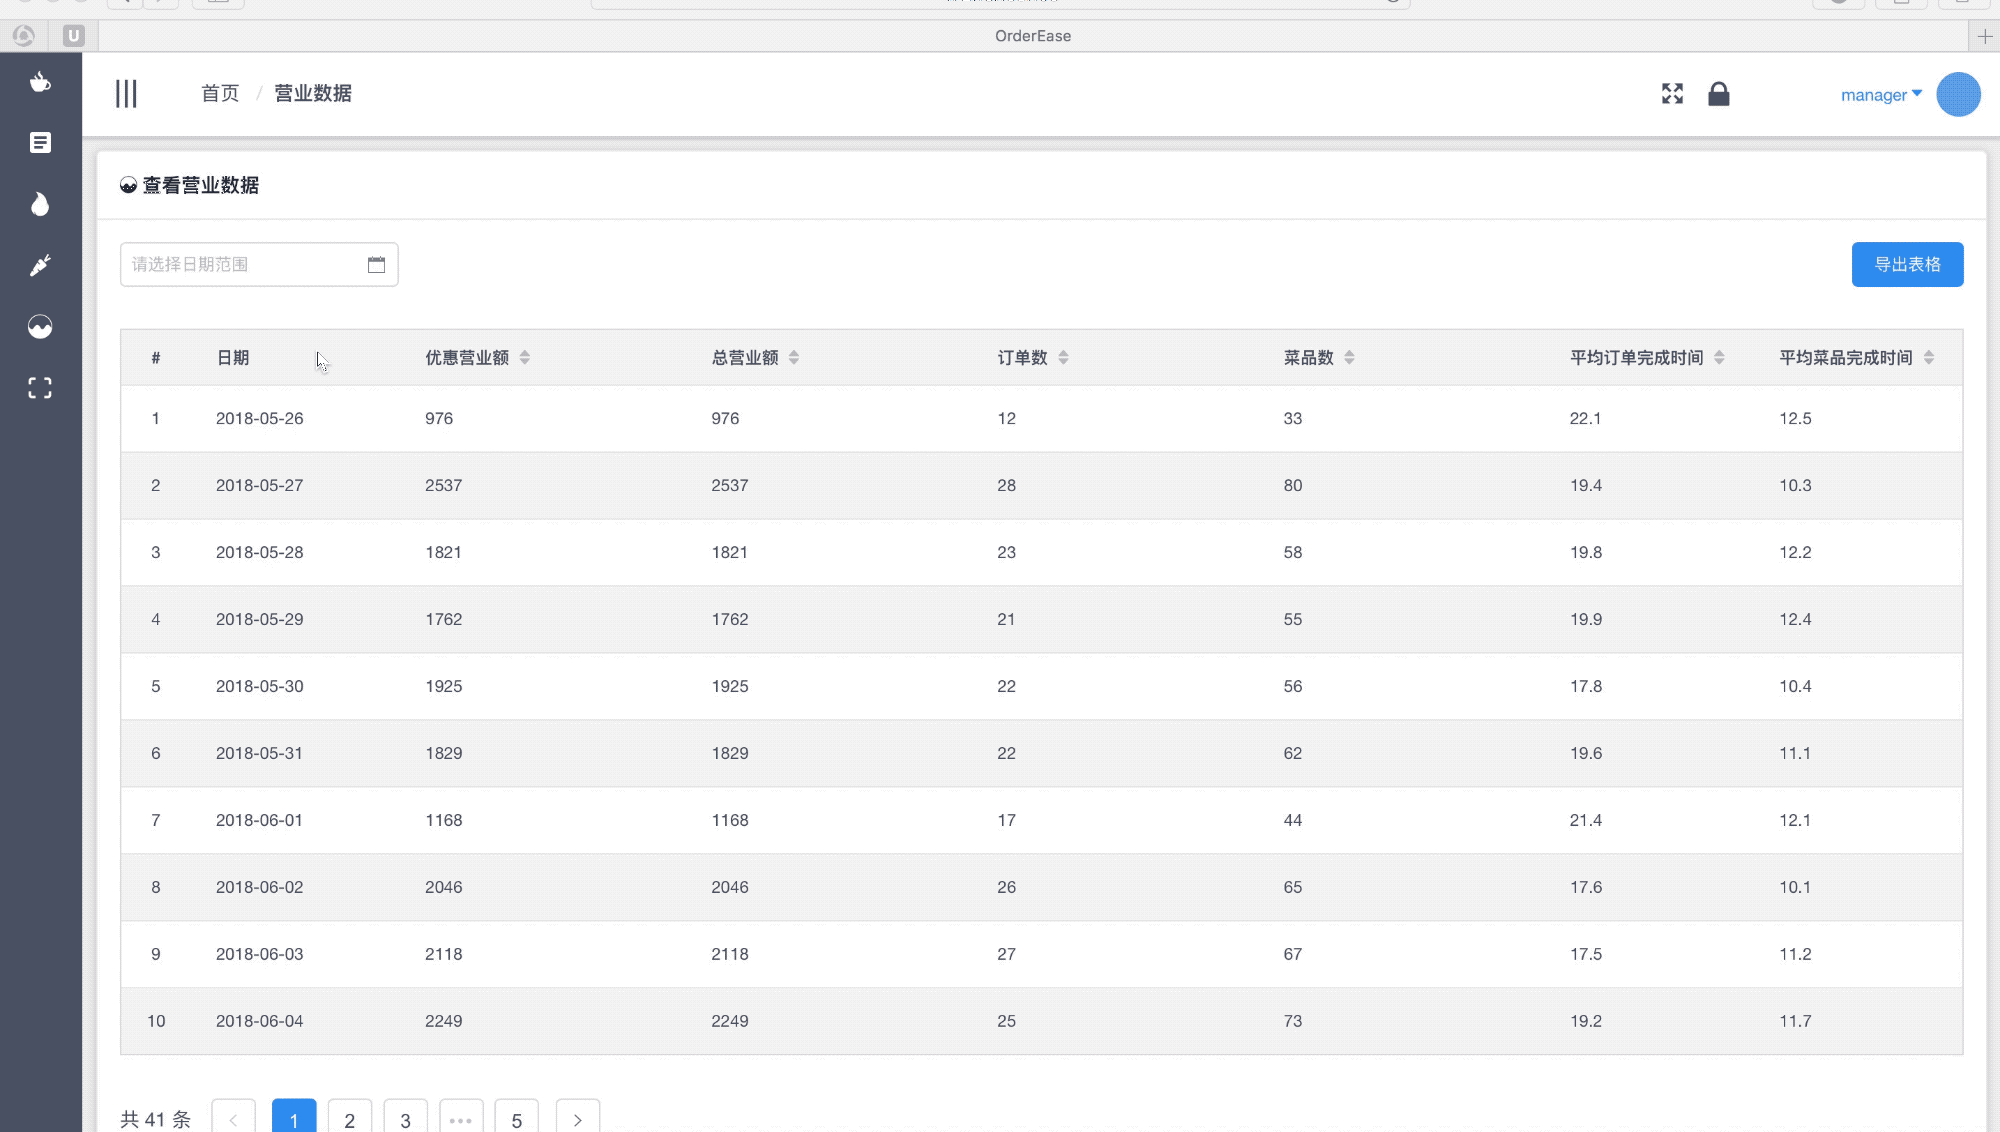 U
OrderEase
首页 / 营业数据
manager
查看营业数据
请选择日期范围
导出表格
# 日期 优惠营业额 总营业额 订单数 菜品数 平均订单完成时间 平均菜品完成时间
1 2018-05-26 976 976 12 33 22.1 12.5
2 2018-05-27 2537 2537 28 80 19.4 10.3
3 2018-05-28 1821 1821 23 58 19.8 12.2
4 2018-05-29 1762 1762 21 55 19.9 12.4
5 2018-05-30 1925 1925 22 56 17.8 10.4
6 2018-05-31 1829 1829 22 62 19.6 11.1
7 2018-06-01 1168 1168 17 44 21.4 12.1
8 2018-06-02 2046 2046 26 65 17.6 10.1
9 2018-06-03 2118 2118 27 67 17.5 11.2
10 2018-06-04 2249 2249 25 73 19.2 11.7
共 41 条 < 1 2 3 ••• 5 >